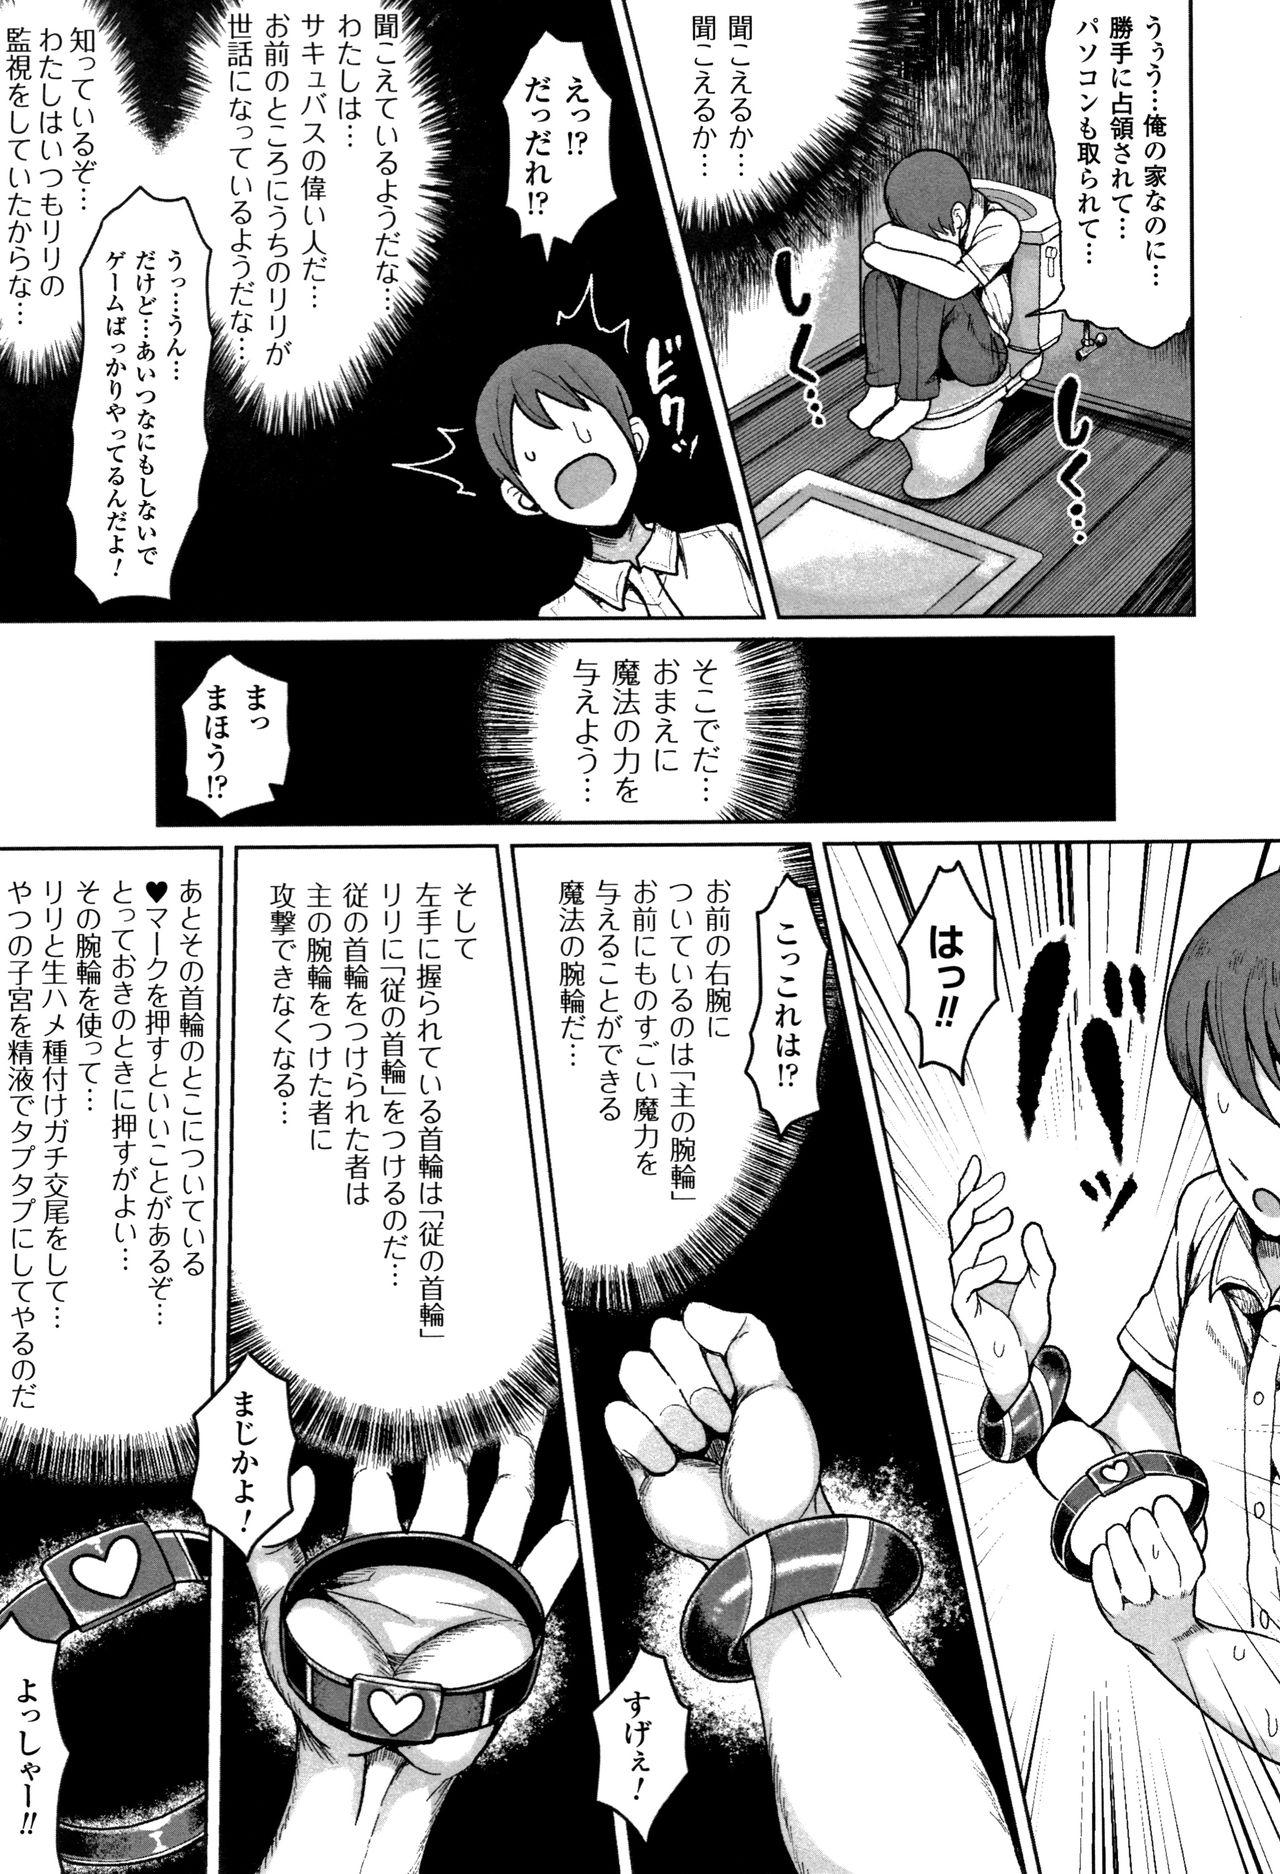 うぅう…俺の家なのに…
勝手に占領されて…
パソコンも取られて…
しく…
しく…
聞こえるか…
聞こえるか…
えっ!?
だっだれ!?
ビクッ
聞こえているようだな…
わたしは…
サキュバスの偉い人だ…
お前のところにうちのリリが
世話になっているようだな…
知っているぞ…
わたしはいつもリリの
監視をしていたからな…
うっ…うん…
だけど…あいつなにもしないで
ゲームばっかりやってるんだよ!
そこでだ…
おまえに
魔法の力を
与えよう…
まっ
まほう!?
はっ!!
バッ
こっこれは!?
お前の右腕に
ついているのは「主の腕輪」
お前にものすごい魔力を
与えることができる
魔法の腕輪だ…
すげぇ!
そして
左手に握られている首輪は「従の首輪」
リリに「従の首輪」をつけるのだ…
従の首輪をつけられた者は
主の腕輪をつけた者に
攻撃できなくなる…
まじかよ!
あとその首輪のとこについている
♥マークを押すといいことがあるぞ…
とっておきのときに押すがよい…
その腕輪を使って…
リリと生ハメ種付けガチ交尾をして…
やつの子宮を精液でタプタプにしてやるのだ
よっしゃー!!